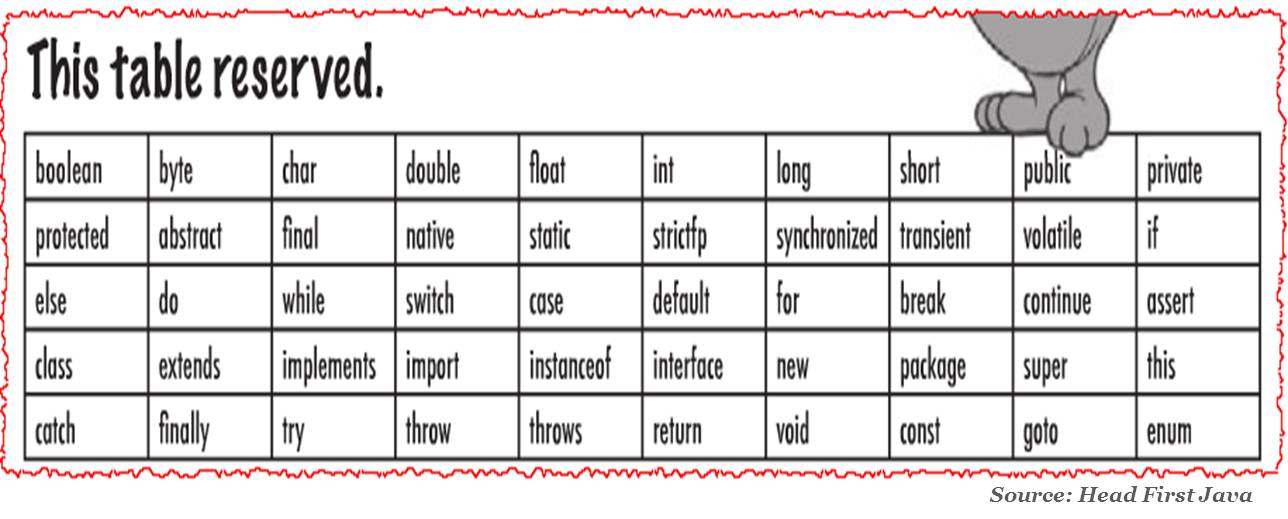 This table reserved.
boolean byte char double float int long short public private
protected abstract final native static strictfp synchronized transient volatile if
else do while switch case default for break continue assert
class extends implements import instanceof interface new package super this
catch finally try throw throws return void const goto enum
Source: Head First Java